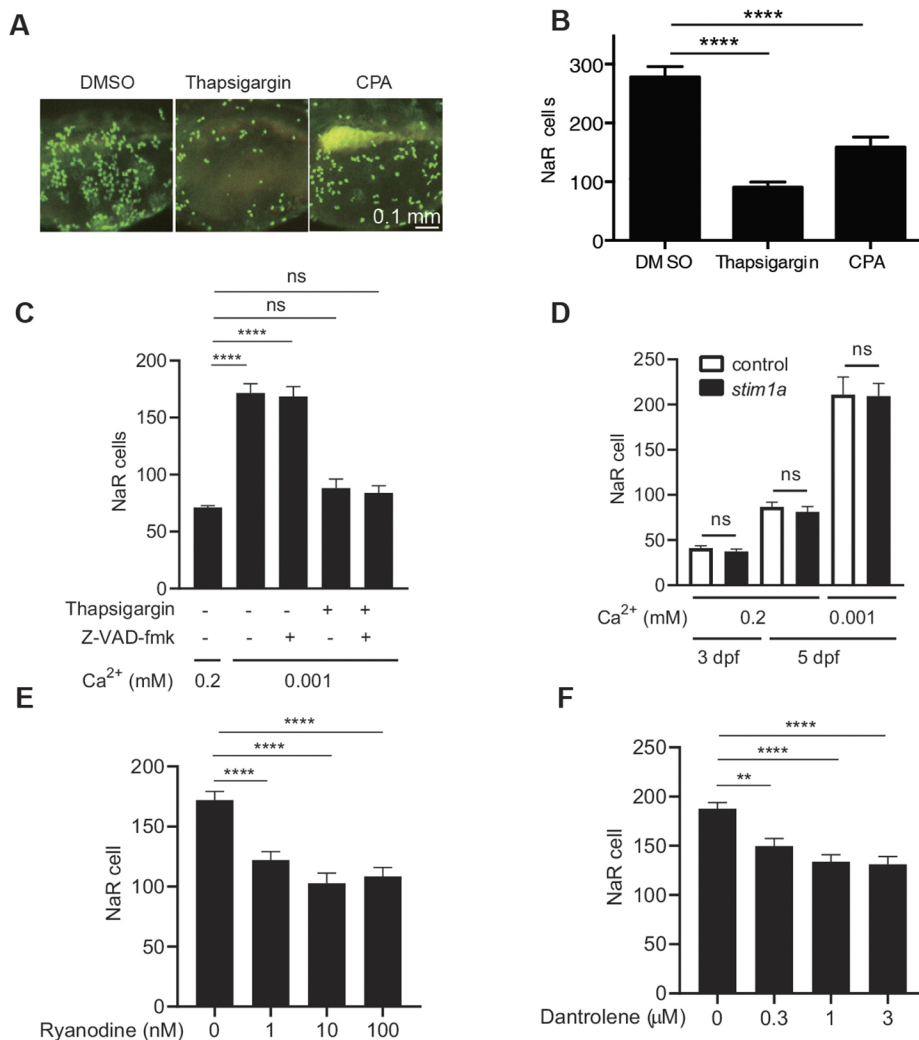 A
DMSO Thapsigargin CPA
0.1 mm
B
****
****
NaR cells
300
200
100
0
DMSO Thapsigargin CPA
C
ns
ns
****
****
NaR cells
200
150
100
50
0
Thapsigargin - - - + +
Z-VAD-fmk - - + - +
Ca2+ (mM) 0.2 0.001
D
control
stim1a
ns
ns
ns
NaR cell
250
200
150
100
50
0
Ca2+ (mM) 0.2 0.001
3 dpf 5 dpf
E
****
****
****
NaR cell
200
150
100
50
0
Ryanodine (nM) 0 1 10 100
F
****
****
**
NaR cell
250
200
150
100
50
0
Dantrolene (μM) 0 0.3 1 3